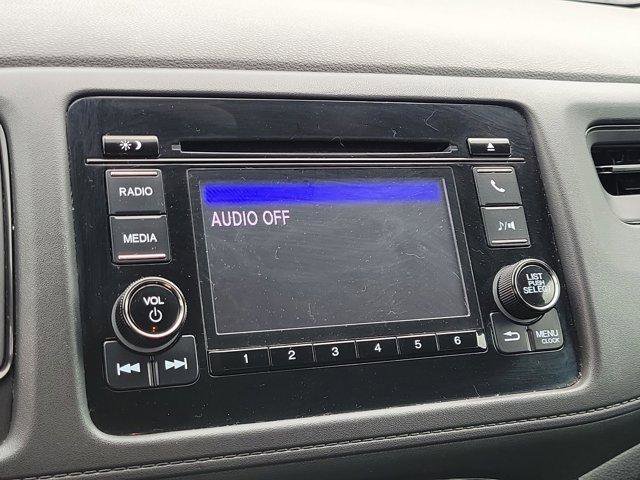 RADIO
MEDIA
AUDIO OFF
VOL
LIST
PUSH
SELECT
MENU
CLOCK
1 2 3 4 5 6